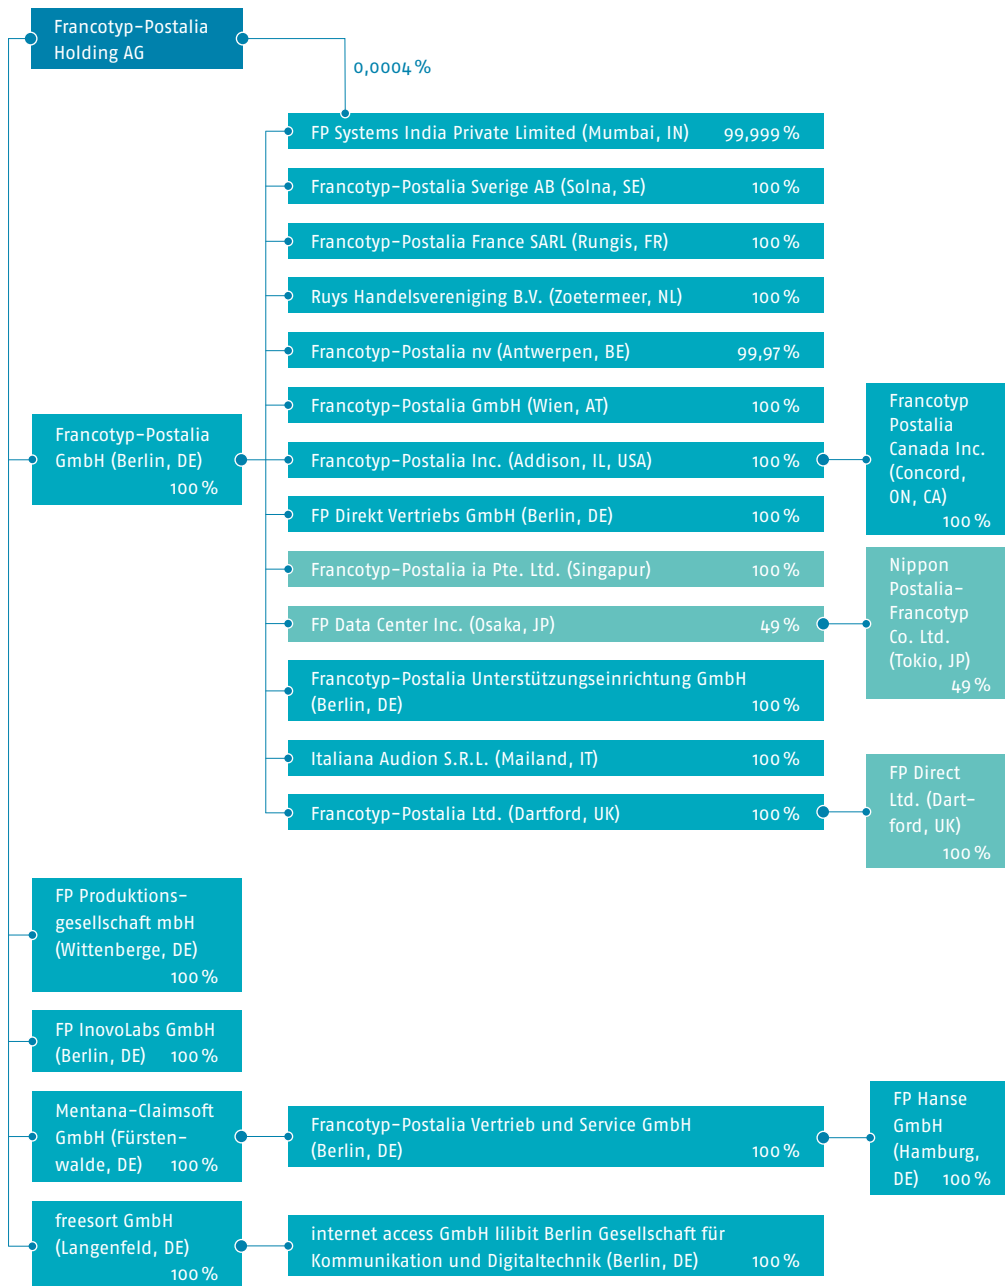 Francotyp-Postalia
Holding AG
0,0004 %
FP Systems India Private Limited (Mumbai, IN) 99,999 %
Francotyp-Postalia Sverige AB (Solna, SE) 100 %
Francotyp-Postalia France SARL (Rungis, FR) 100 %
Ruys Handelsvereniging B.V. (Zoetermeer, NL) 100 %
Francotyp-Postalia nv (Antwerpen, BE) 99,97 %
Francotyp-Postalia GmbH (Wien, AT) 100 %
Francotyp-Postalia
GmbH (Berlin, DE)
100 %
Francotyp-Postalia Inc. (Addison, IL, USA) 100 %
Francotyp
Postalia
Canada Inc.
(Concord,
ON, CA)
100 %
FP Direkt Vertriebs GmbH (Berlin, DE) 100 %
Francotyp-Postalia ia Pte. Ltd. (Singapur) 100 %
FP Data Center Inc. (Osaka, JP) 49 %
Nippon
Postalia-
Francotyp
Co. Ltd.
(Tokio, JP)
49 %
Francotyp-Postalia Unterstützungseinrichtung GmbH
(Berlin, DE) 100 %
Italiana Audion S.R.L. (Mailand, IT) 100 %
Francotyp-Postalia Ltd. (Dartford, UK) 100 %
FP Direct
Ltd. (Dart-
ford, UK)
100 %
FP Produktions-
gesellschaft mbH
(Wittenberge, DE)
100 %
FP InovoLabs GmbH
(Berlin, DE) 100 %
Mentana-Claimsoft
GmbH (Fürsten-
walde, DE) 100 %
Francotyp-Postalia Vertrieb und Service GmbH
(Berlin, DE) 100 %
FP Hanse
GmbH
(Hamburg,
DE) 100 %
freesort GmbH
(Langenfeld, DE)
100 %
internet access GmbH lilibit Berlin Gesellschaft für
Kommunikation und Digitaltechnik (Berlin, DE) 100 %